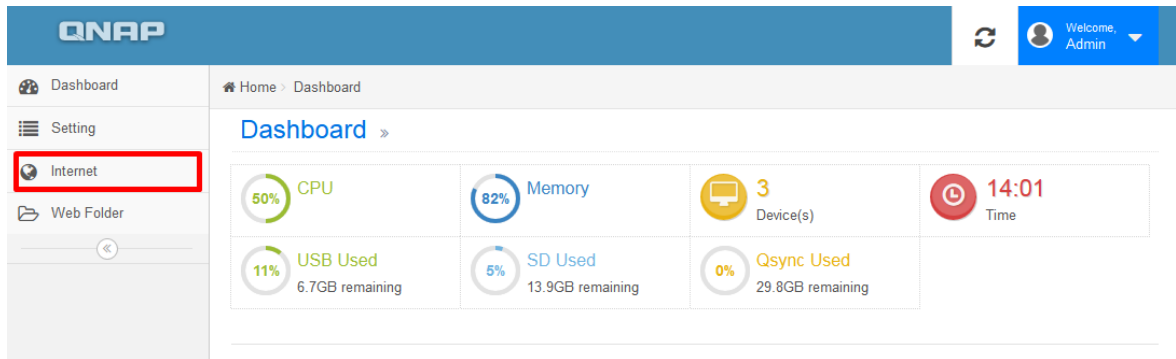 QNAP
Welcome,
Admin
Dashboard
Setting
Internet
Web Folder
Home > Dashboard
Dashboard »
50%
CPU
82%
Memory
3
Device(s)
14:01
Time
11%
USB Used
6.7GB remaining
5%
SD Used
13.9GB remaining
0%
Qsync Used
29.8GB remaining